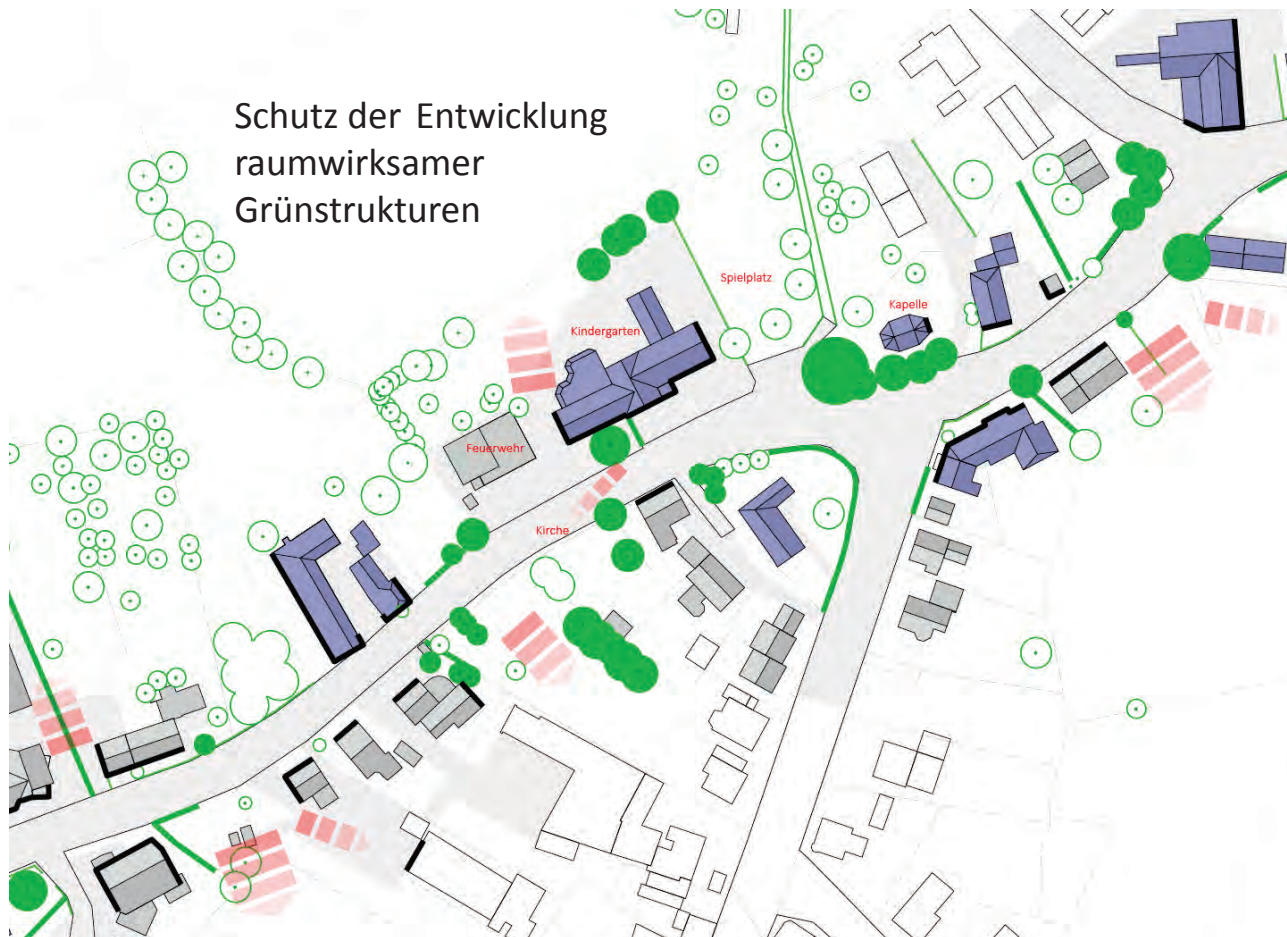 Schutz der Entwicklung
raumwirksamer
Grünstrukturen
Spielplatz
Kapelle
Kindergarten
Feuerwehr
Kirche